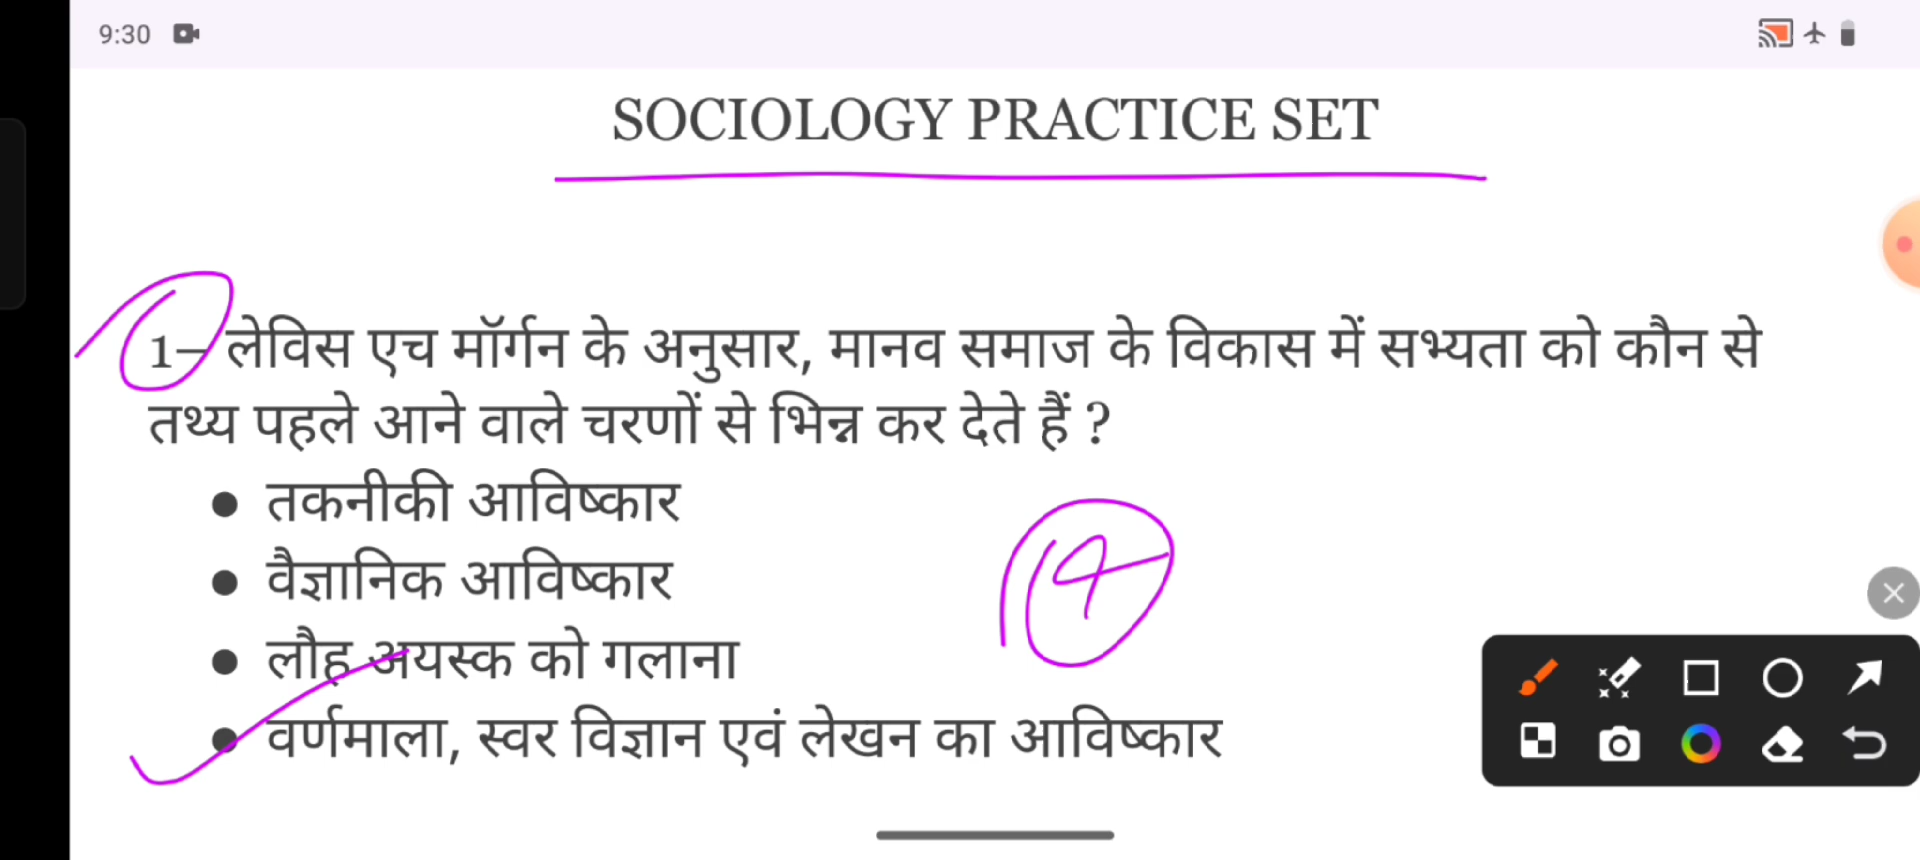 9:30
SOCIOLOGY PRACTICE SET
1– लेविस एच मॉर्गन के अनुसार, मानव समाज के विकास में सभ्यता को कौन से
तथ्य पहले आने वाले चरणों से भिन्न कर देते हैं ?
● तकनीकी आविष्कार
● वैज्ञानिक आविष्कार
● लौह अयस्क को गलाना
● वर्णमाला, स्वर विज्ञान एवं लेखन का आविष्कार